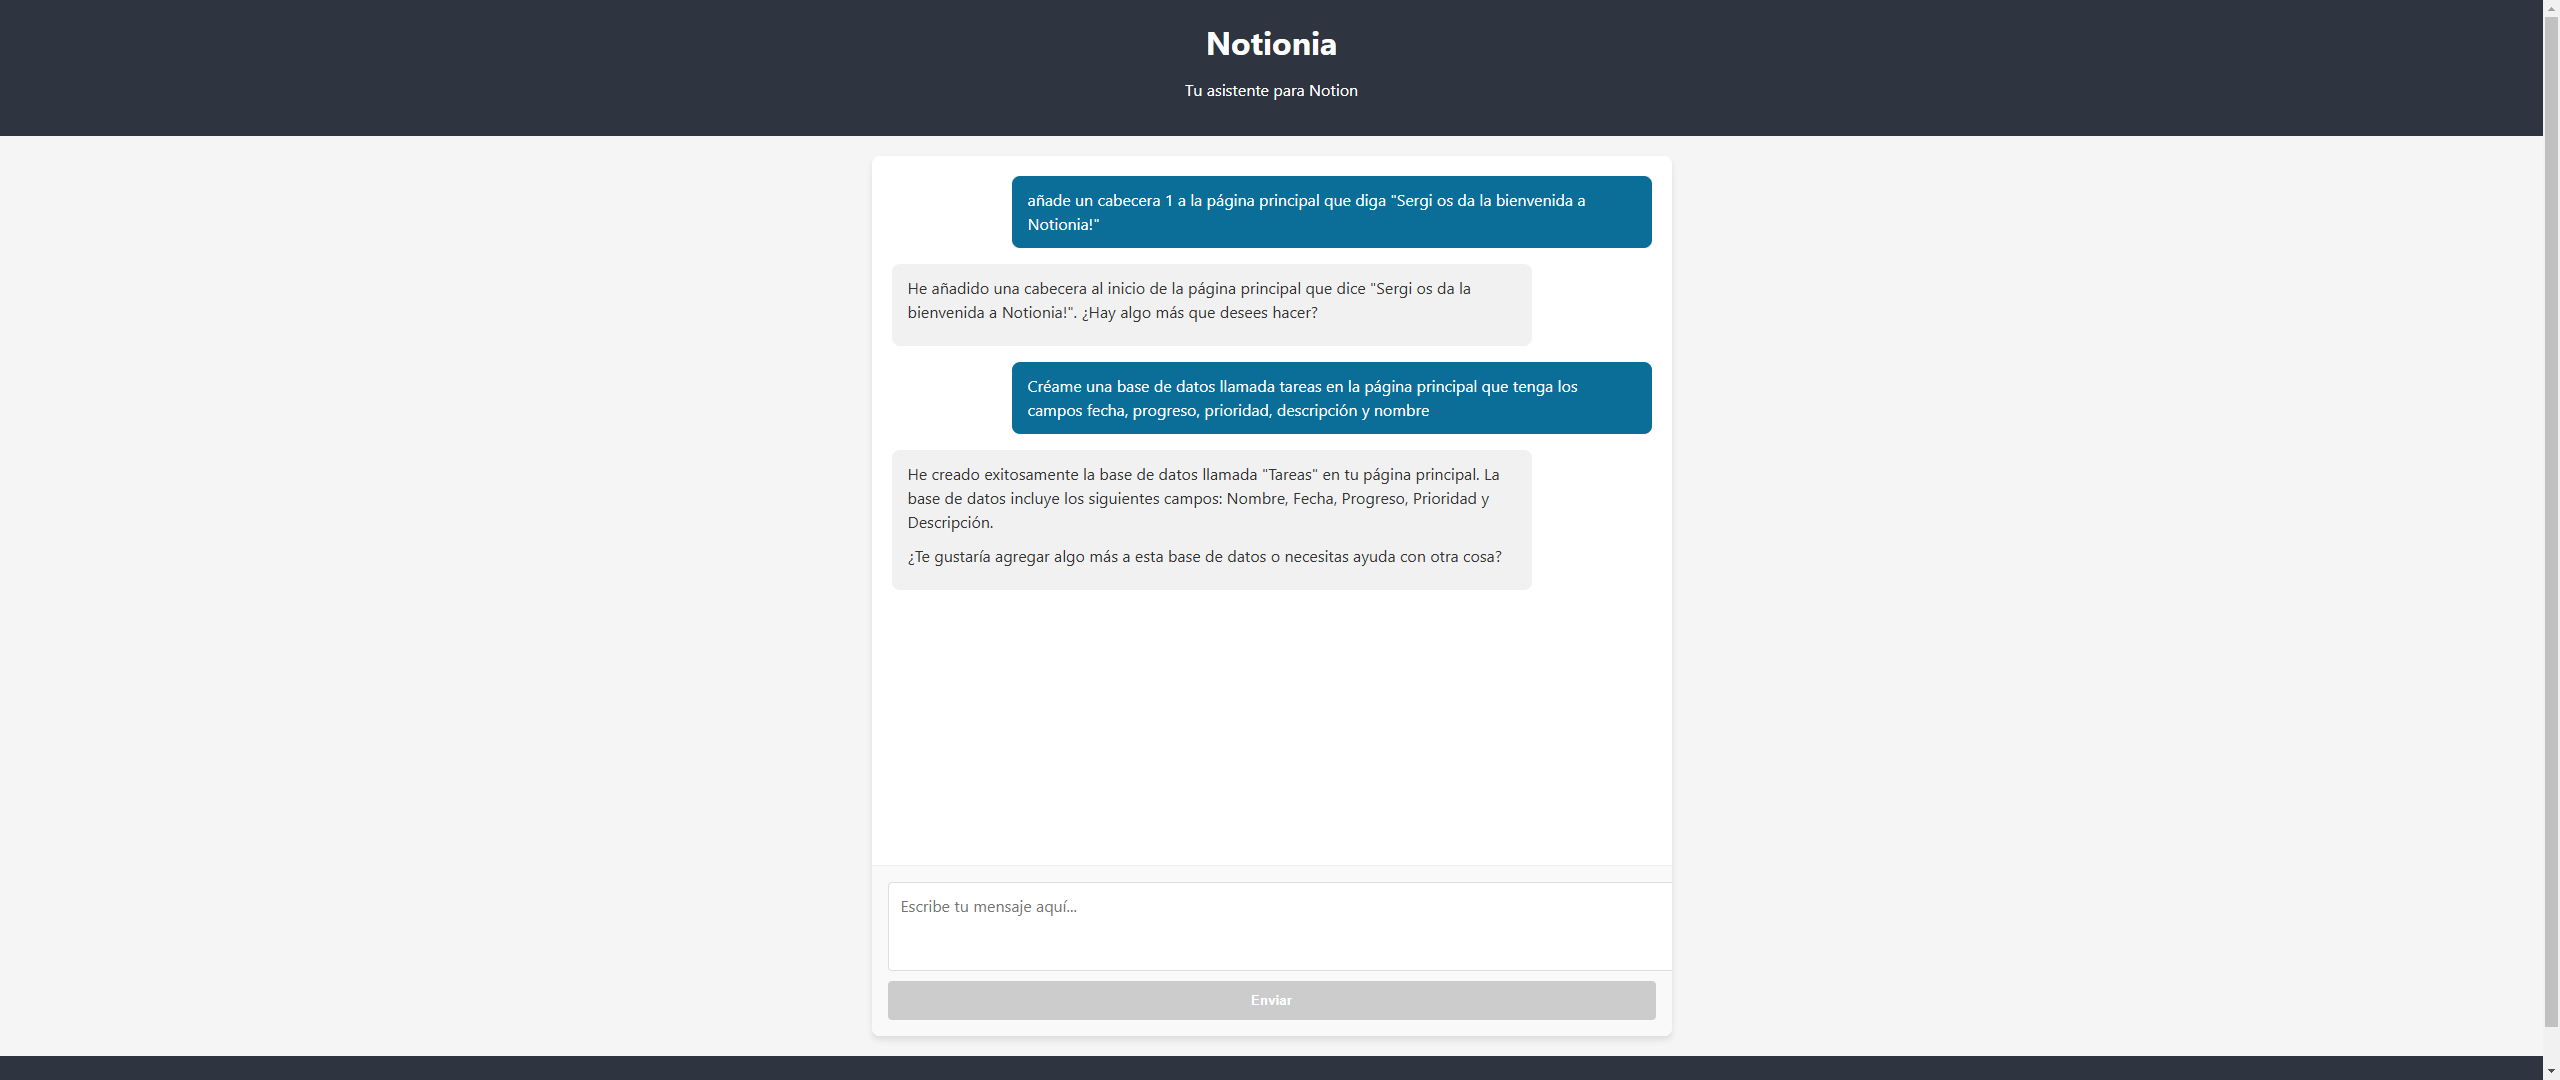 Notionia
Tu asistente para Notion
añade un cabecera 1 a la página principal que diga "Sergi os da la bienvenida a
Notionia!"
He añadido una cabecera al inicio de la página principal que dice "Sergi os da la
bienvenida a Notionia!". ¿Hay algo más que desees hacer?
Créame una base de datos llamada tareas en la página principal que tenga los
campos fecha, progreso, prioridad, descripción y nombre
He creado exitosamente la base de datos llamada "Tareas" en tu página principal. La
base de datos incluye los siguientes campos: Nombre, Fecha, Progreso, Prioridad y
Descripción.
¿Te gustaría agregar algo más a esta base de datos o necesitas ayuda con otra cosa?
Escribe tu mensaje aquí...
Enviar